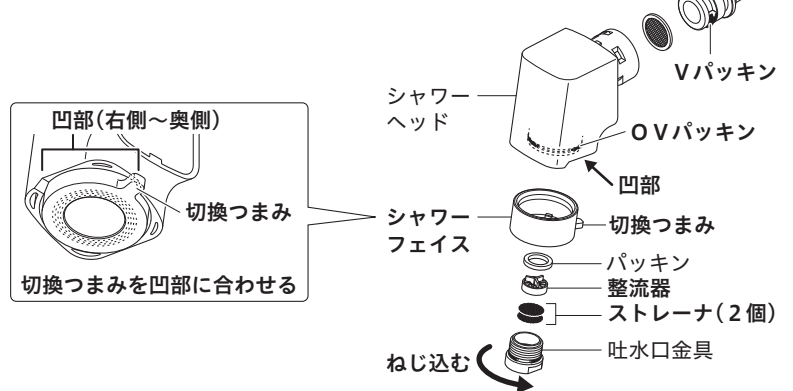 Vパッキン
シャワー
ヘッド
OVパッキン
凹部
凹部(右側～奥側)
切換つまみ
切換つまみを凹部に合わせる
シャワー
フェイス
切換つまみ
パッキン
整流器
ストレーナ(2個)
吐水口金具
ねじ込む